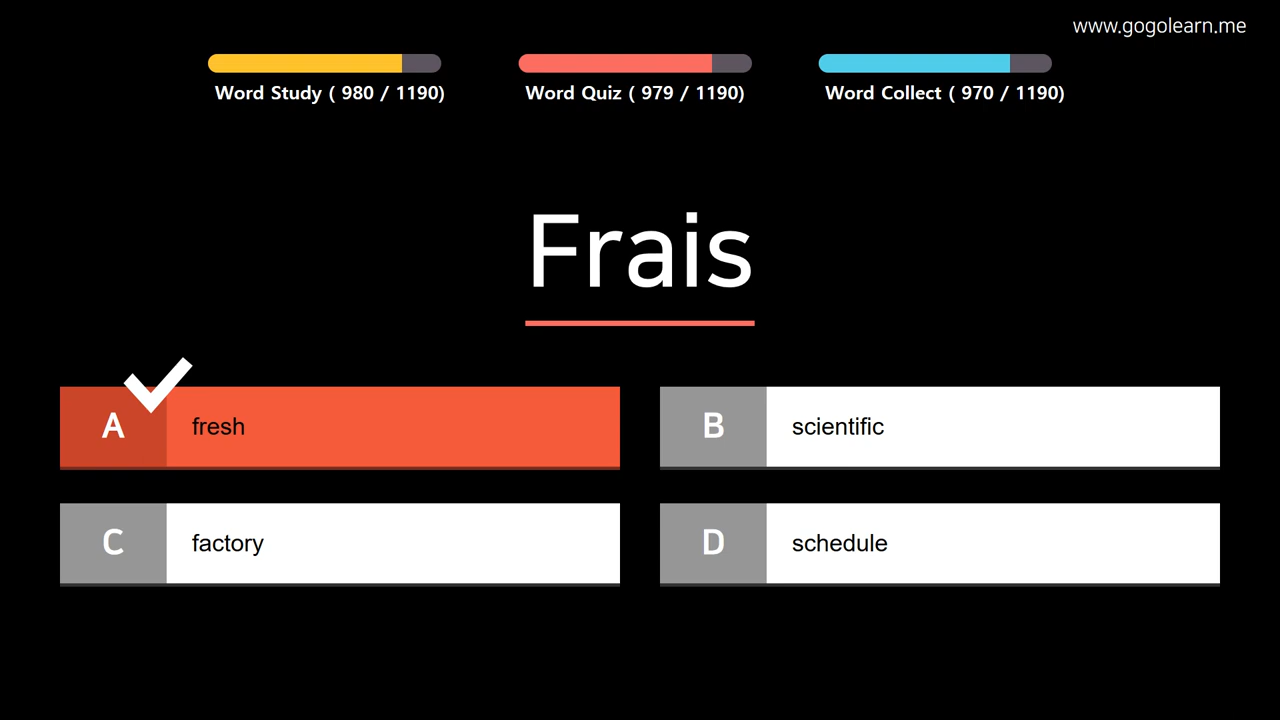 www.gogolearn.me
Word Study ( 980 / 1190)
Word Quiz ( 979 / 1190)
Word Collect ( 970 / 1190)
Frais
A fresh
B scientific
C factory
D schedule